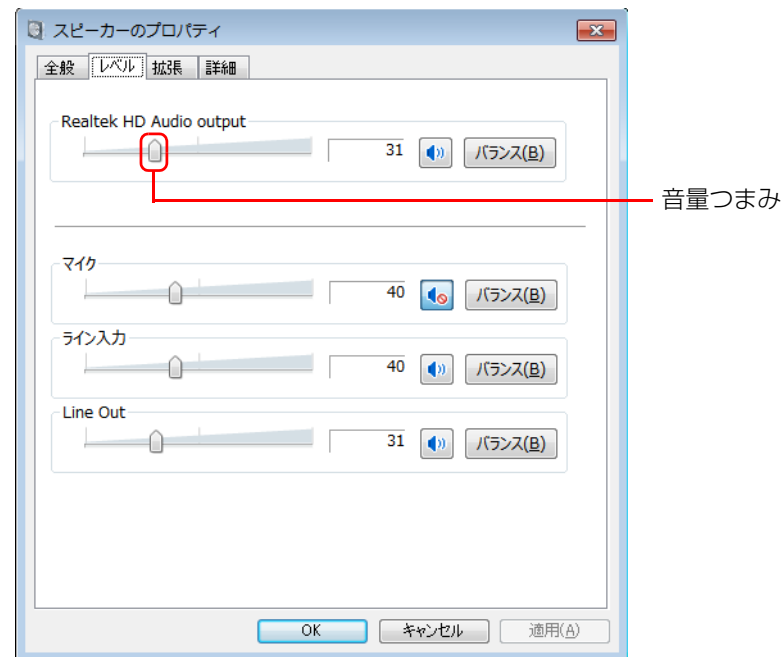 スピーカーのプロパティ
全般 レベル 拡張 詳細
Realtek HD Audio output
31 バランス(B)
音量つまみ
マイク
40 バランス(B)
ライン入力
40 バランス(B)
Line Out
31 バランス(B)
OK キャンセル 適用(A)